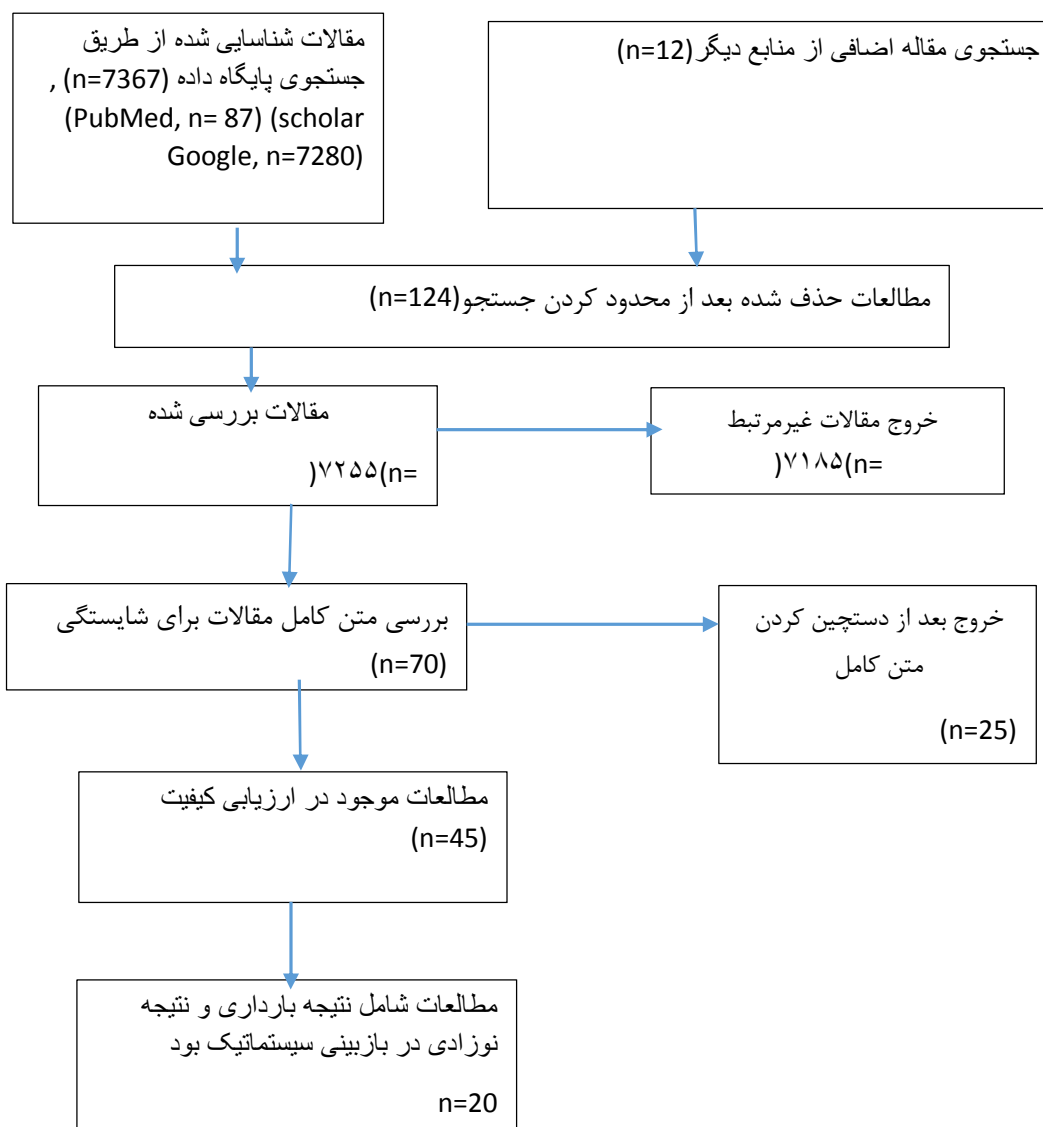 مقالات شناسایی شده از طریق
جستجوی پایگاه داده (n=7367) ,
(PubMed, n= 87) (scholar
Google, n=7280)
جستجوی مقاله اضافی از منابع دیگر(n=12)
مطالعات حذف شده بعد از محدود کردن جستجو(n=124)
مقالات بررسی شده
)۷۲۵۵(n=
خروج مقالات غیرمرتبط
)۷۱۸۵(n=
بررسی متن کامل مقالات برای شایستگی
(n=70)
خروج بعد از دستچین کردن
متن کامل
(n=25)
مطالعات موجود در ارزیابی کیفیت
(n=45)
مطالعات شامل نتیجه بارداری و نتیجه
نوزادی در بازبینی سیستماتیک بود
n=20